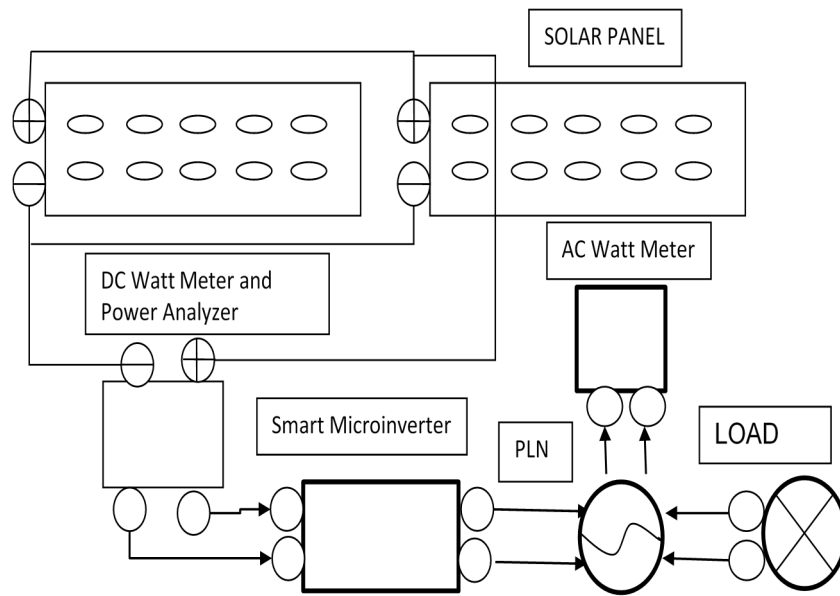 SOLAR PANEL
AC Watt Meter
DC Watt Meter and
Power Analyzer
Smart Microinverter
PLN
LOAD